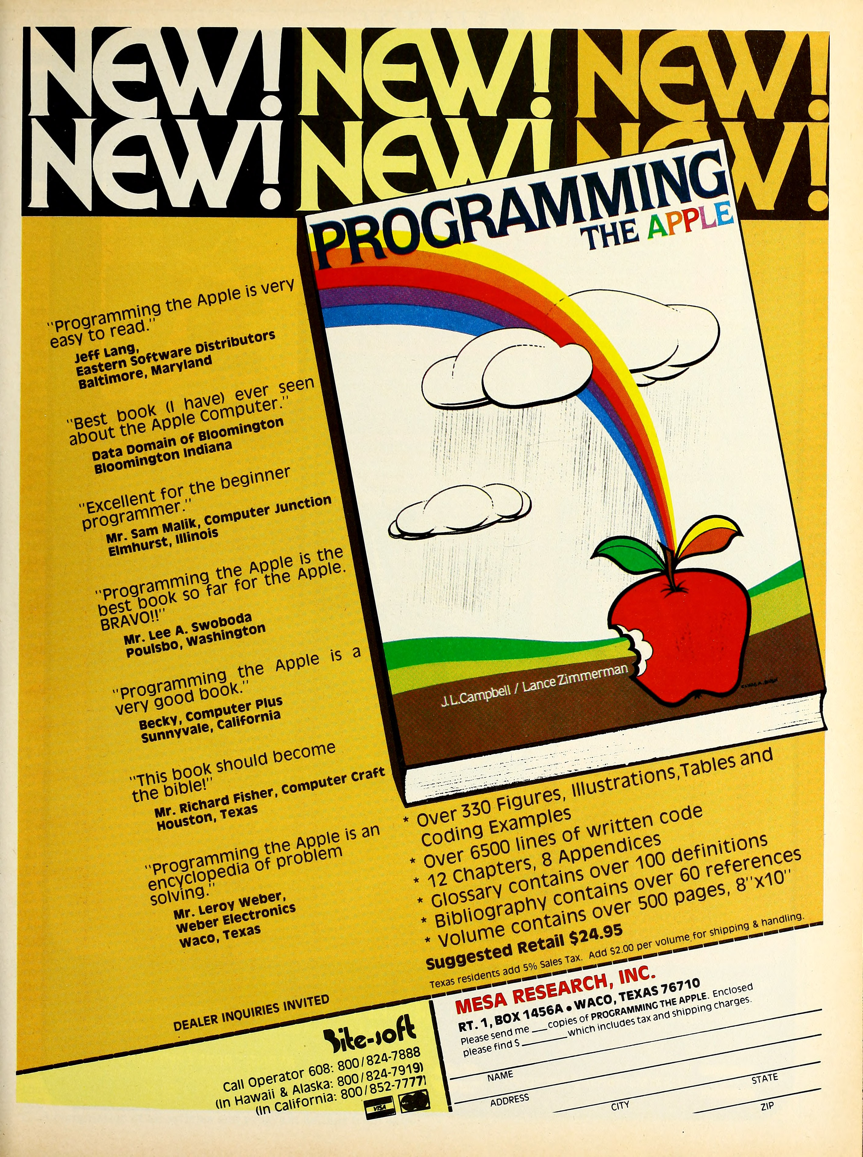 NEW! NEW! NEW!
NEW! NEW! NEW!
PROGRAMMING
THE APPLE
J.L.Campbell / Lance Zimmerman
"Programming the Apple is very
easy to read."
Jeff Lang,
Eastern Software Distributors
Baltimore, Maryland
"Best book (I have) ever seen
about the Apple Computer."
Data Domain of Bloomington
Bloomington Indiana
"Excellent for the beginner
programmer."
Mr. Sam Malik, Computer Junction
Elmhurst, Illinois
"Programming the Apple is the
best book so far for the Apple.
BRAVO!!"
Mr. Lee A. Swoboda
Poulsbo, Washington
"Programming the Apple is a
very good book."
Becky, Computer Plus
Sunnyvale, California
"This book should become
the bible!"
Mr. Richard Fisher, Computer Craft
Houston, Texas
"Programming the Apple is an
encyclopedia of problem
solving."
Mr. Leroy Weber,
Weber Electronics
Waco, Texas
* Over 330 Figures, Illustrations,Tables and
Coding Examples
* Over 6500 lines of written code
* 12 Chapters, 8 Appendices
* Glossary contains over 100 definitions
* Bibliography contains over 60 references
* Volume contains over 500 pages, 8"x10"
Suggested Retail $24.95
Texas residents add 5% Sales Tax. Add $2.00 per volume for shipping & handling.
DEALER INQUIRIES INVITED
Bite-soft
Call Operator 608: 800/824-7888
(In Hawaii & Alaska: 800/824-7919)
(In California: 800/852-7777)
VISA
MESA RESEARCH, INC.
RT. 1, BOX 1456A • WACO, TEXAS 76710
Please send me ___ copies of PROGRAMMING THE APPLE. Enclosed
please find $ ________ which includes tax and shipping charges.
NAME
ADDRESS CITY STATE
ZIP